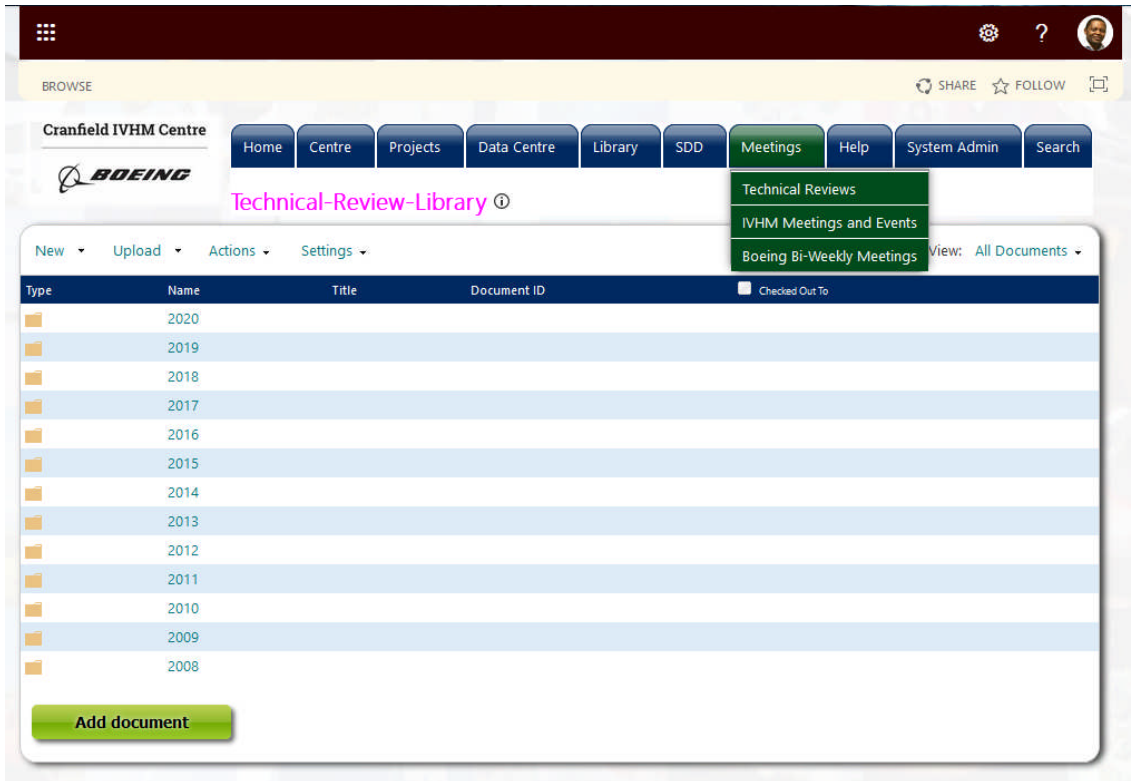 ?
BROWSE SHARE FOLLOW
Cranfield IVHM Centre
BOEING
Home Centre Projects Data Centre Library SDD Meetings Help System Admin Search
Technical Reviews
IVHM Meetings and Events
Boeing Bi-Weekly Meetings
Technical-Review-Library
New Upload Actions Settings View: All Documents
Type Name Title Document ID Checked Out To
2020
2019
2018
2017
2016
2015
2014
2013
2012
2011
2010
2009
2008
Add document